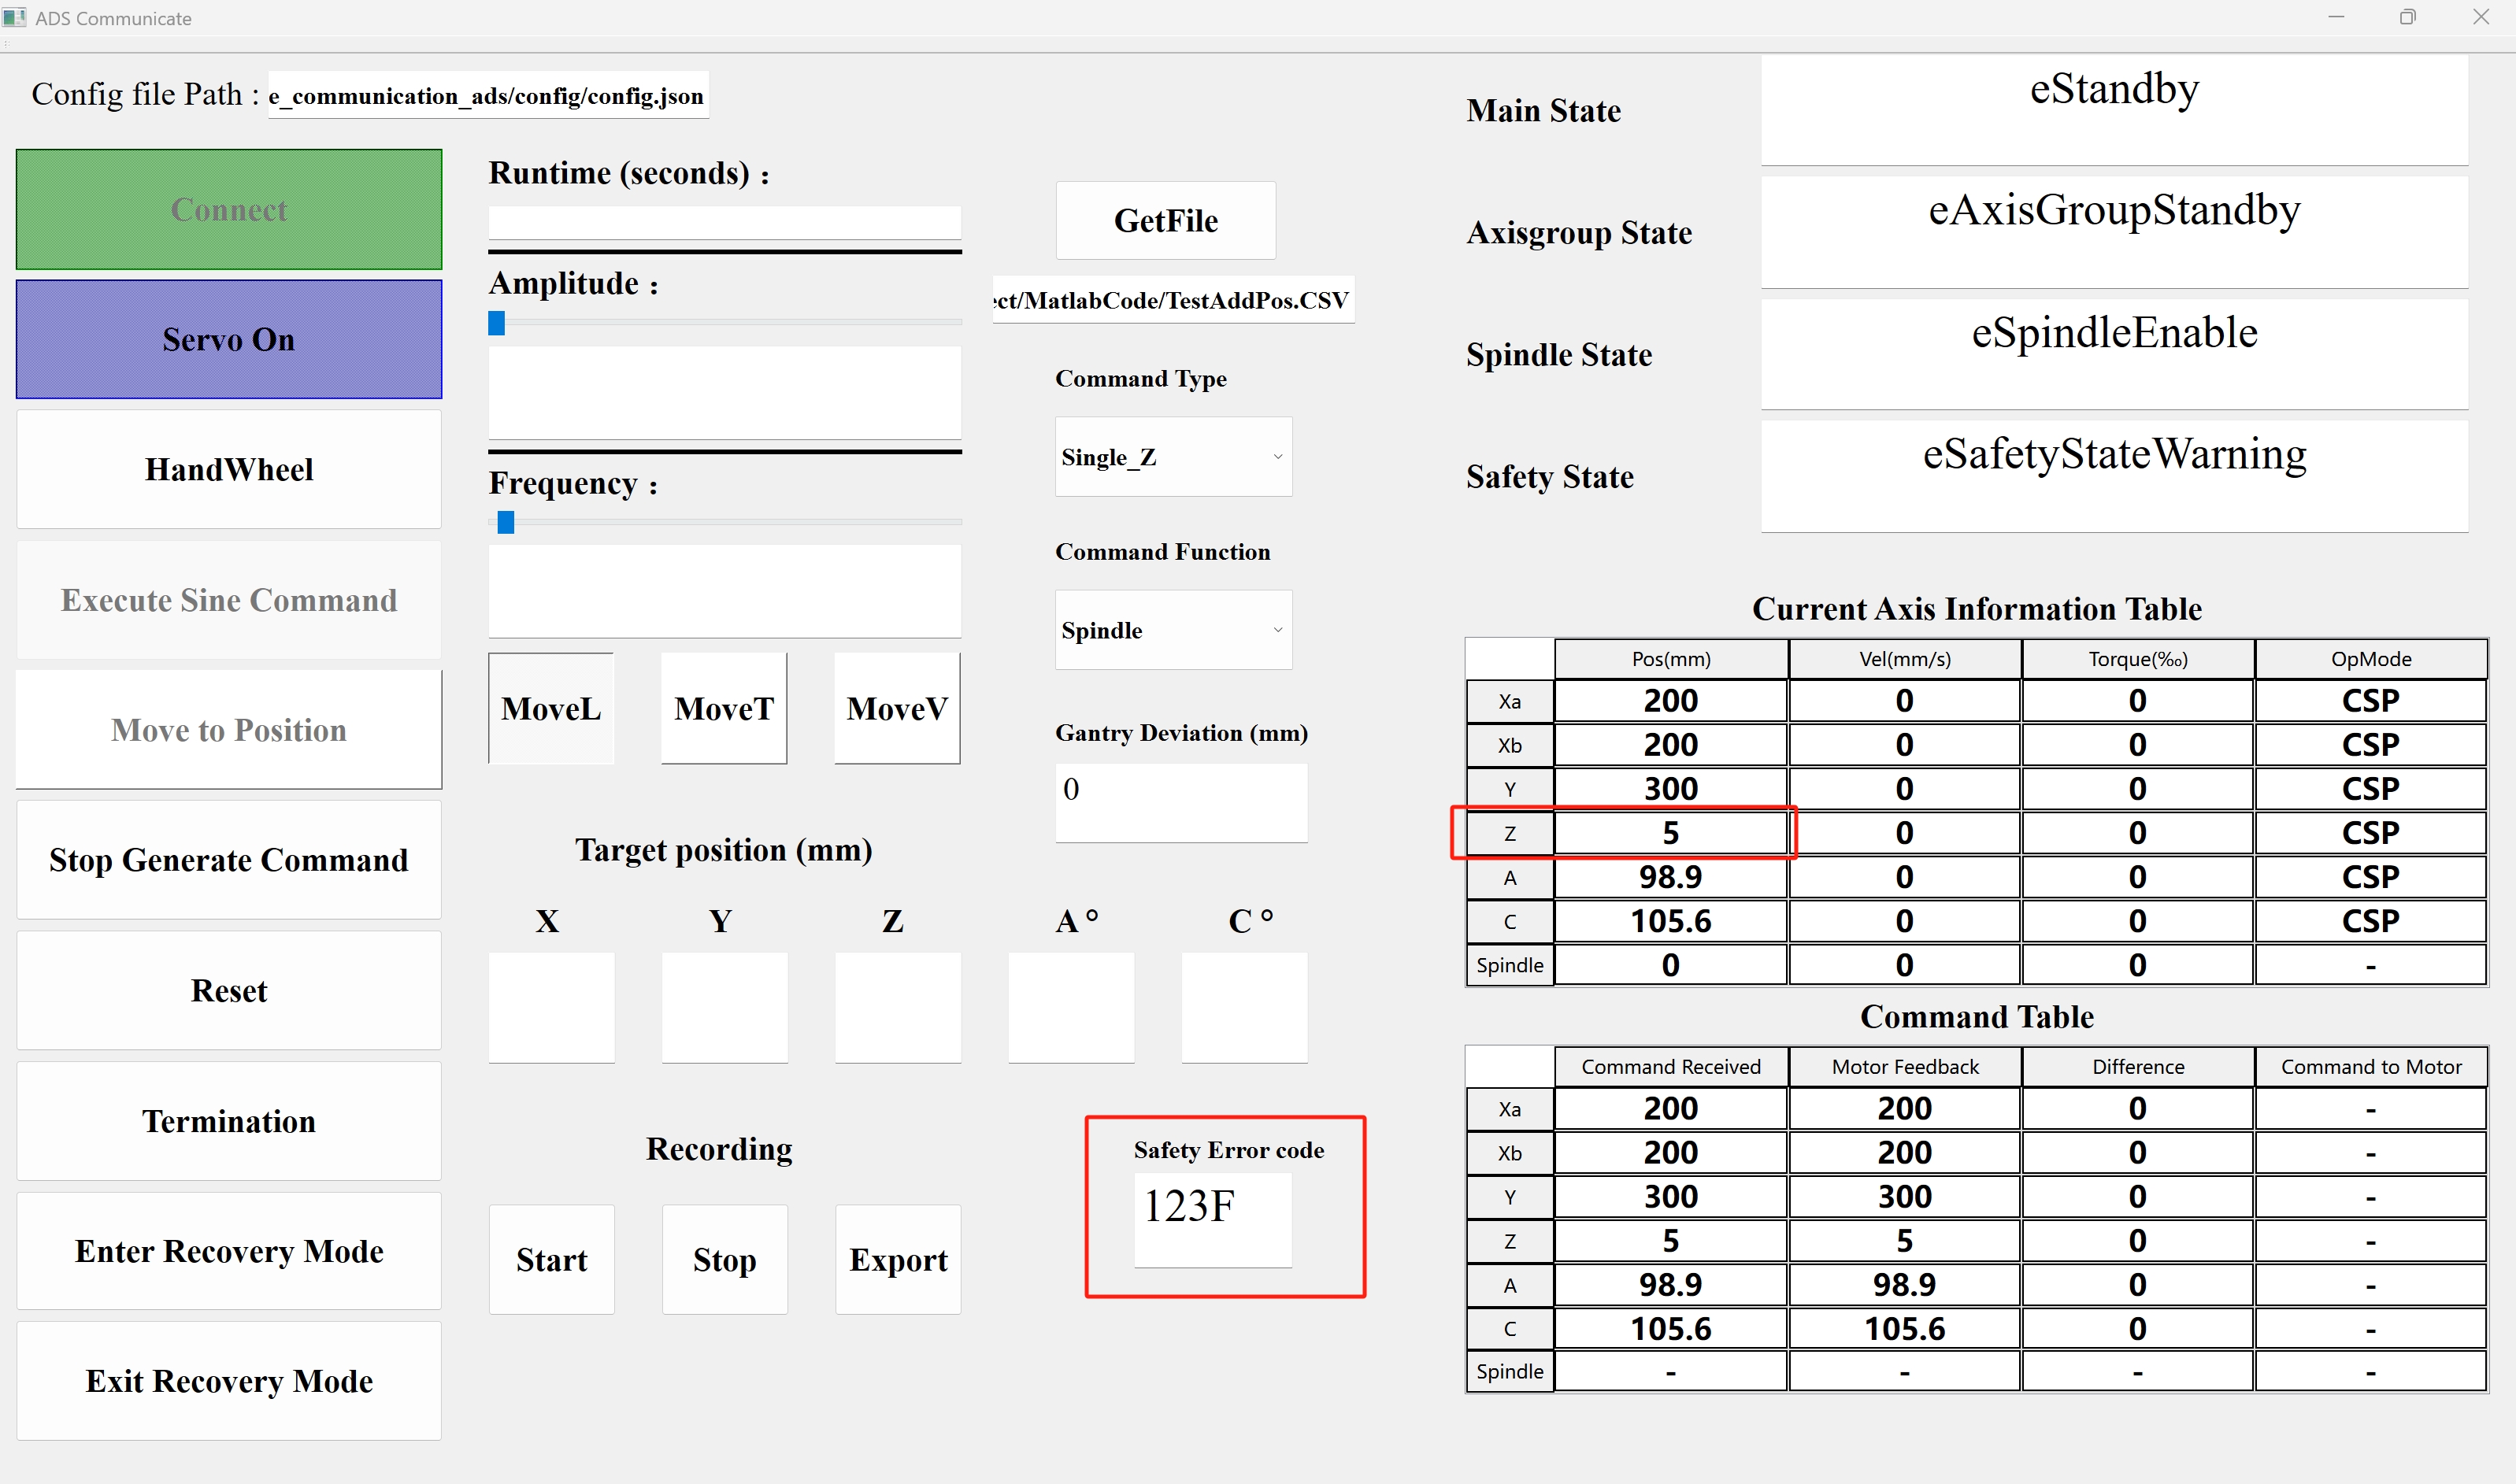 ADS Communicate
Config file Path : e_communication_ads/config/config.json
Connect
Servo On
HandWheel
Execute Sine Command
Move to Position
Stop Generate Command
Reset
Termination
Enter Recovery Mode
Exit Recovery Mode
Runtime (seconds) :
Amplitude :
Frequency :
MoveL MoveT MoveV
GetFile
ect/MatlabCode/TestAddPos.CSV
Command Type
Single_Z
Command Function
Spindle
Gantry Deviation (mm)
0
Target position (mm)
X Y Z A° C°
Recording
Start Stop Export
Safety Error code
123F
Main State eStandby
Axisgroup State eAxisGroupStandby
Spindle State eSpindleEnable
Safety State eSafetyStateWarning
Current Axis Information Table
Pos(mm) Vel(mm/s) Torque(‰) OpMode
Xa 200 0 0 CSP
Xb 200 0 0 CSP
Y 300 0 0 CSP
Z 5 0 0 CSP
A 98.9 0 0 CSP
C 105.6 0 0 CSP
Spindle 0 0 0 -
Command Table
Command Received Motor Feedback Difference Command to Motor
Xa 200 200 0 -
Xb 200 200 0 -
Y 300 300 0 -
Z 5 5 0 -
A 98.9 98.9 0 -
C 105.6 105.6 0 -
Spindle - - - -